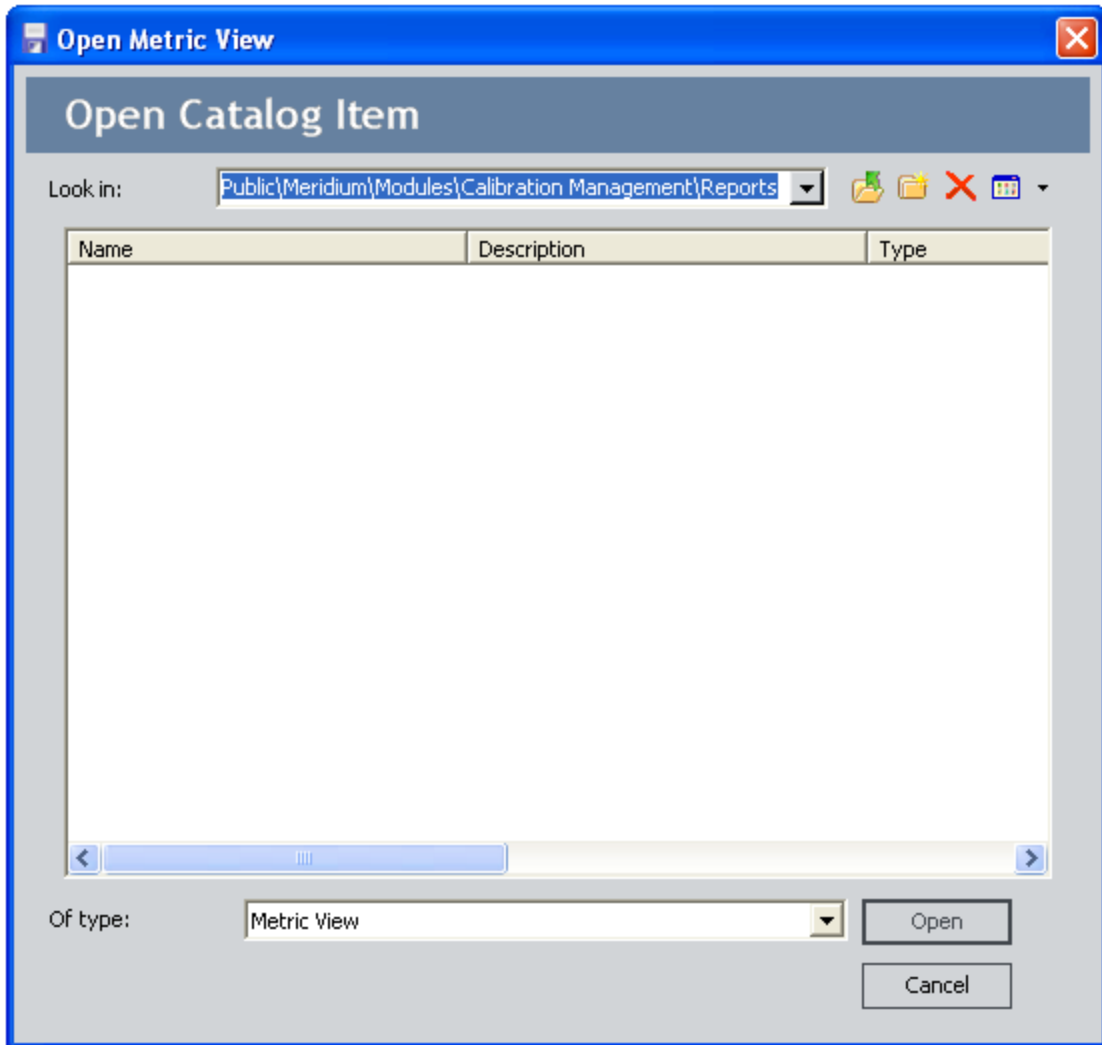 Open Metric View
Open Catalog Item
Look in: Public\Meridium\Modules\Calibration Management\Reports
Name Description Type
Of type: Metric View Open
Cancel